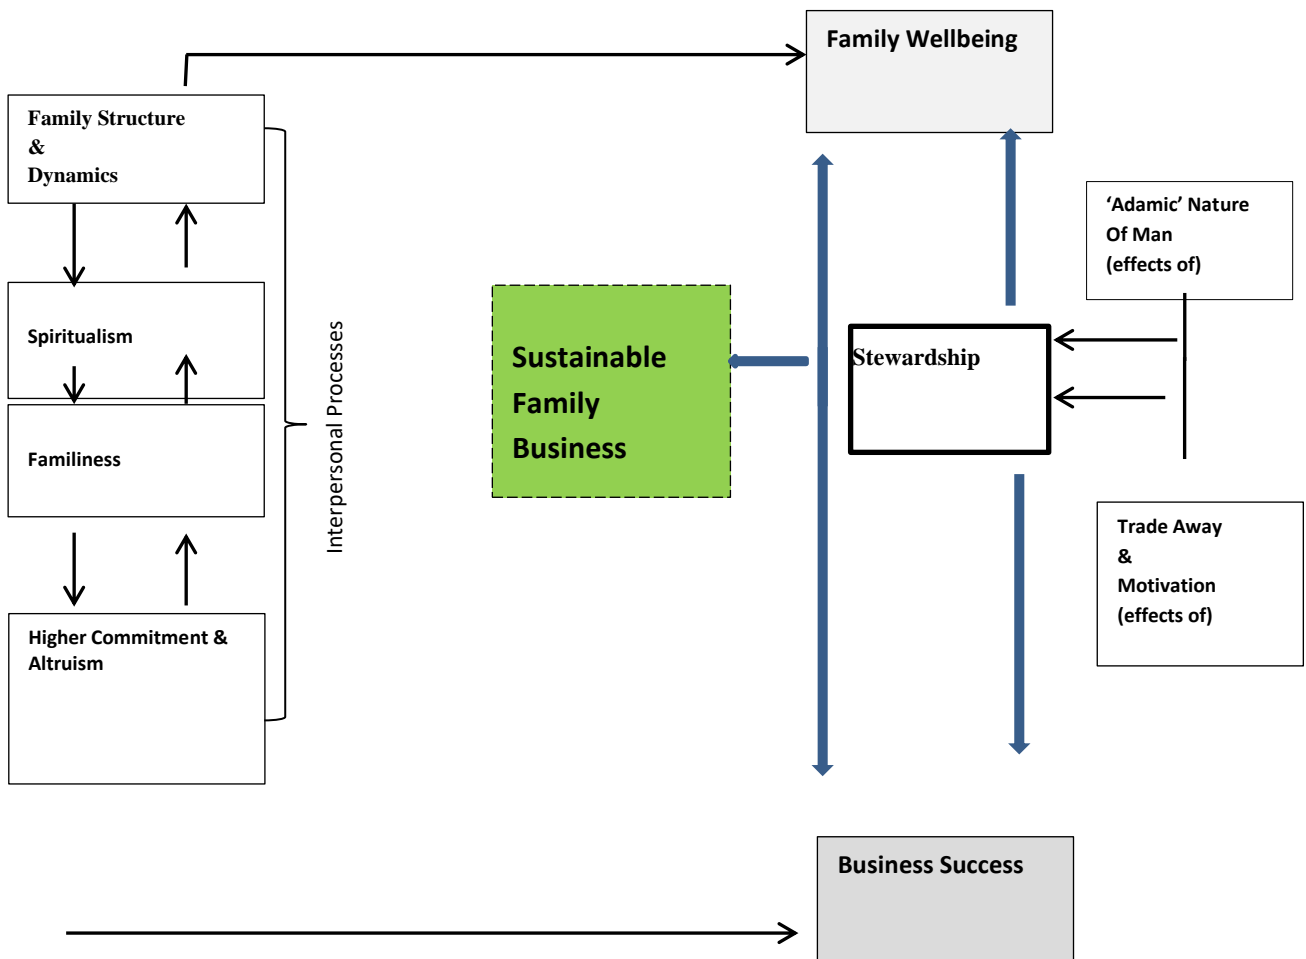 Family Wellbeing
Family Structure
&
Dynamics
‘Adamic’ Nature
Of Man
(effects of)
Spiritualism
Interpersonal Processes
Sustainable
Family
Business
Stewardship
Familiness
Trade Away
&
Motivation
(effects of)
Higher Commitment &
Altruism
Business Success